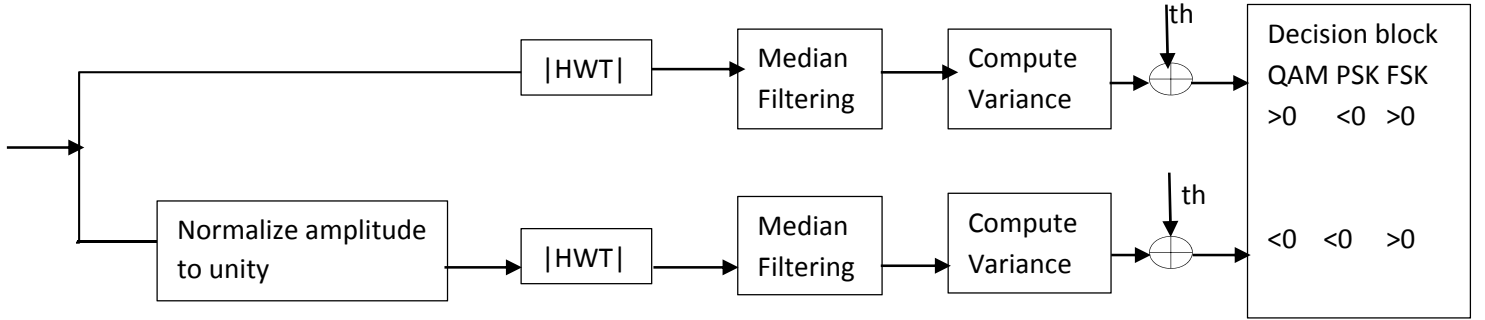 th
|HWT|
Median
Filtering
Compute
Variance
Decision block
QAM PSK FSK
>0 <0 >0
Normalize amplitude
to unity
|HWT|
Median
Filtering
Compute
Variance
th
<0 <0 >0